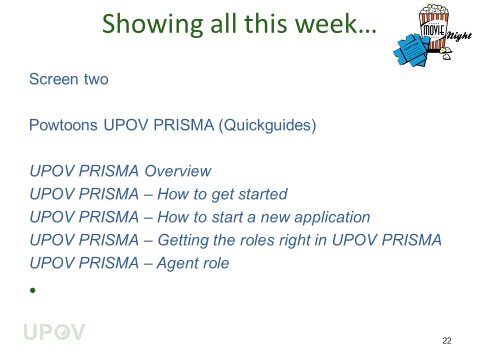 Showing all this week…
MOVIE
Night
Screen two
Powtoons UPOV PRISMA (Quickguides)
UPOV PRISMA Overview
UPOV PRISMA – How to get started
UPOV PRISMA – How to start a new application
UPOV PRISMA – Getting the roles right in UPOV PRISMA
UPOV PRISMA – Agent role
•
UPOV
22